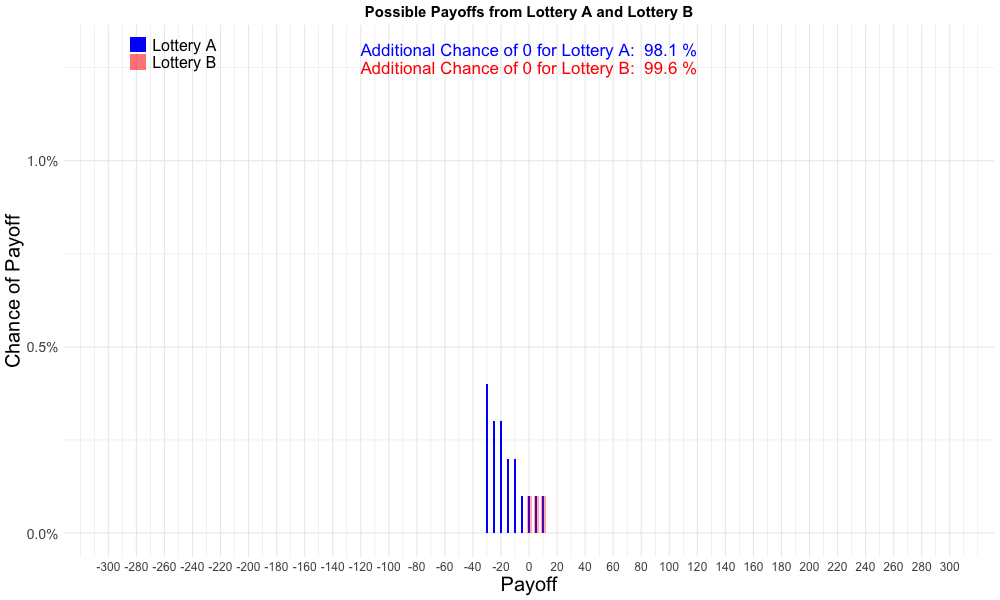 Possible Payoffs from Lottery A and Lottery B
Lottery A
Lottery B
Additional Chance of 0 for Lottery A: 98.1 %
Additional Chance of 0 for Lottery B: 99.6 %
Chance of Payoff
1.0%
0.5%
0.0%
-300 -280 -260 -240 -220 -200 -180 -160 -140 -120 -100 -80 -60 -40 -20 0 20 40 60 80 100 120 140 160 180 200 220 240 260 280 300
Payoff